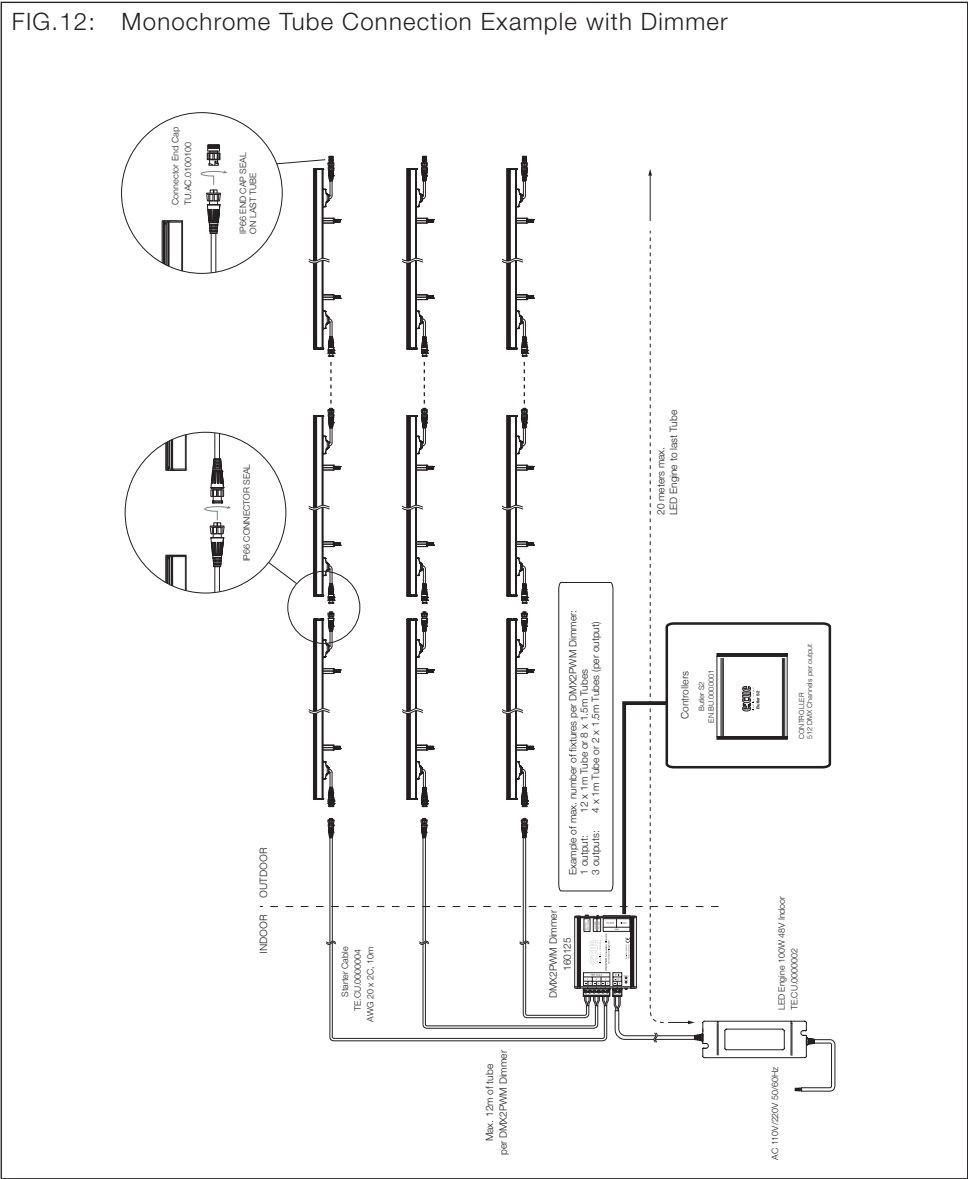 FIG.12: Monochrome Tube Connection Example with Dimmer
Connector End Cap
TU.AC.0100100
IP66 END CAP SEAL
ON LAST TUBE
IP66 CONNECTOR SEAL
20 meters max.
LED Engine to last Tube
Example of max. number of fixtures per DMX2PWM Dimmer:
1 output: 12 x 1m Tube or 8 x 1.5m Tubes
3 outputs: 4 x 1m Tube or 2 x 1.5m Tubes (per output)
Controllers
Butler S2
EN.BU.0000001
Butler S2
CONTROLLER
512 DMX Channels per output
INDOOR
OUTDOOR
Starter Cable
TE.CU.0000004
AWG 20 x 2C, 10m
DMX2PWM Dimmer
160125
Max. 12m of tube
per DMX2PWM Dimmer
LED Engine 100W 48V Indoor
TE.CU.0000002
AC 110V/220V 50/60Hz